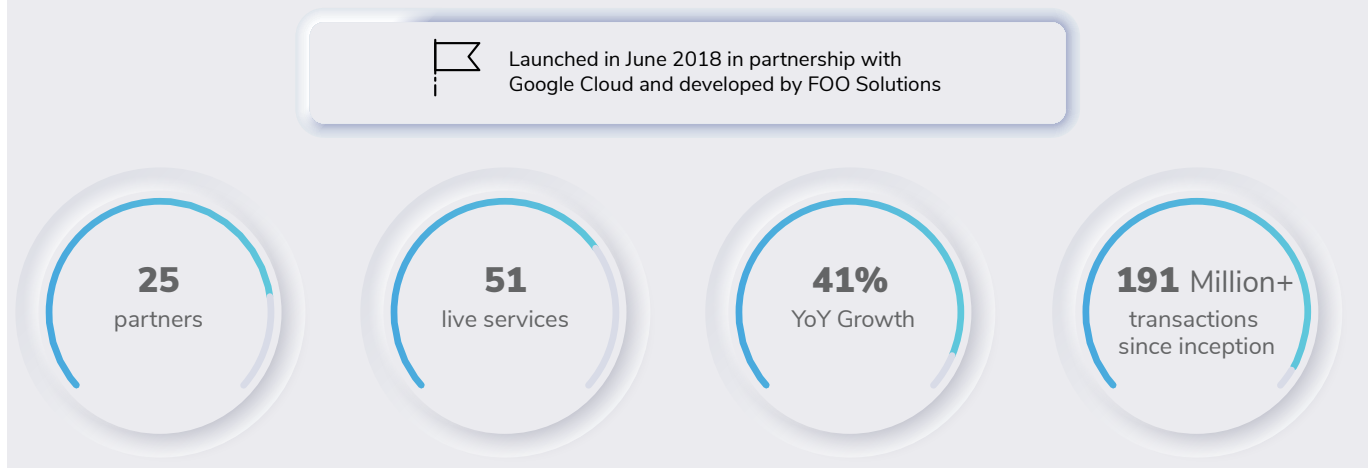 Launched in June 2018 in partnership with
Google Cloud and developed by FOO Solutions
25
partners
51
live services
41%
YoY Growth
191 Million+
transactions
since inception